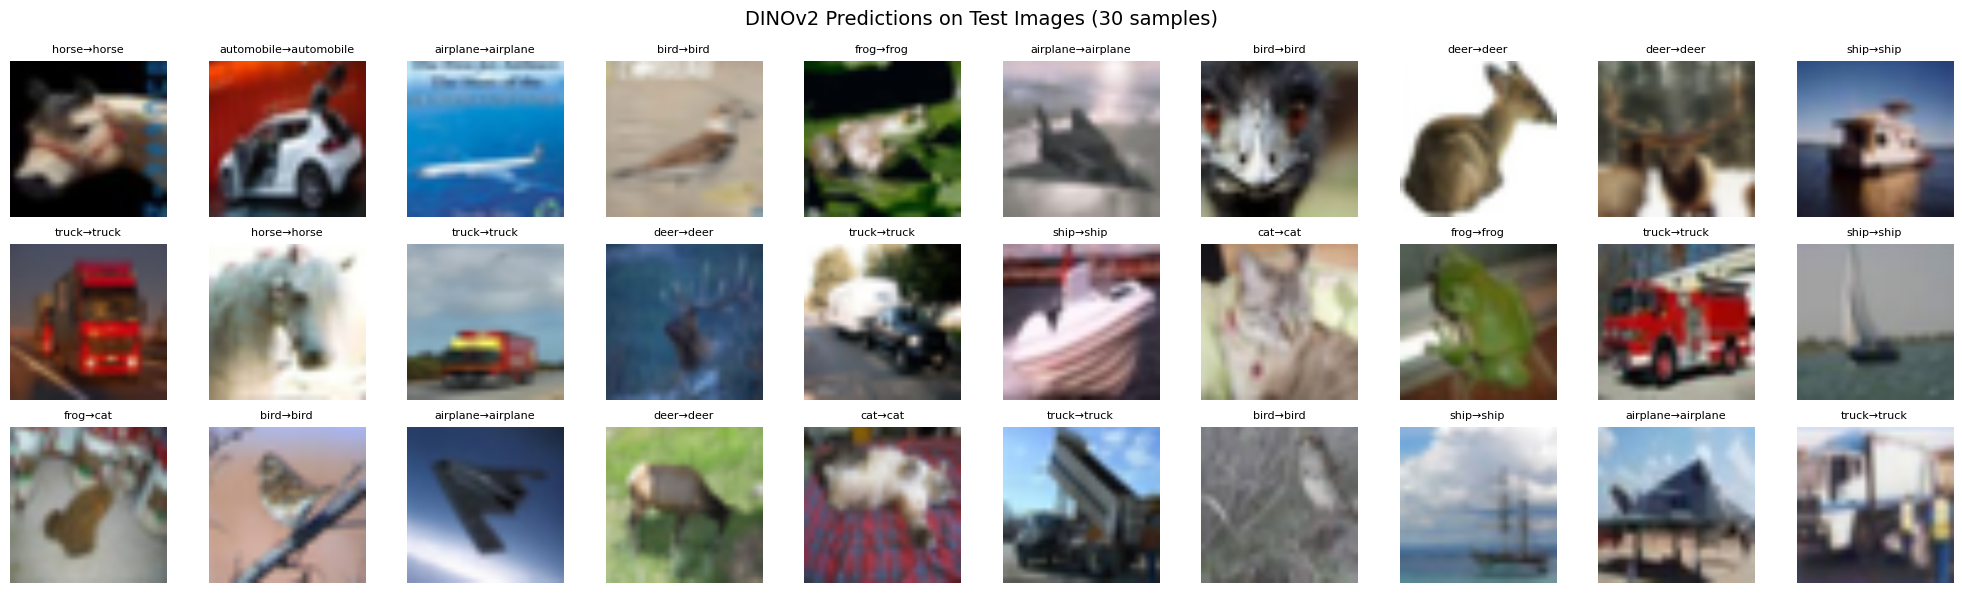 DINOv2 Predictions on Test Images (30 samples)
horse→horse
automobile→automobile
airplane→airplane
bird→bird
frog→frog
airplane→airplane
bird→bird
deer→deer
deer→deer
ship→ship
truck→truck
horse→horse
truck→truck
deer→deer
truck→truck
ship→ship
cat→cat
frog→frog
truck→truck
ship→ship
frog→cat
bird→bird
airplane→airplane
deer→deer
cat→cat
truck→truck
bird→bird
ship→ship
airplane→airplane
truck→truck